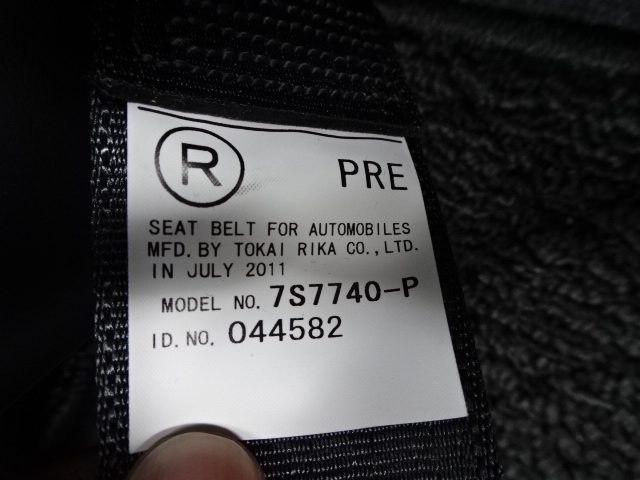 R PRE
SEAT BELT FOR AUTOMOBILES
MFD. BY TOKAI RIKA CO., LTD.
IN JULY 2011
MODEL NO. 7S7740-P
ID. NO. 044582